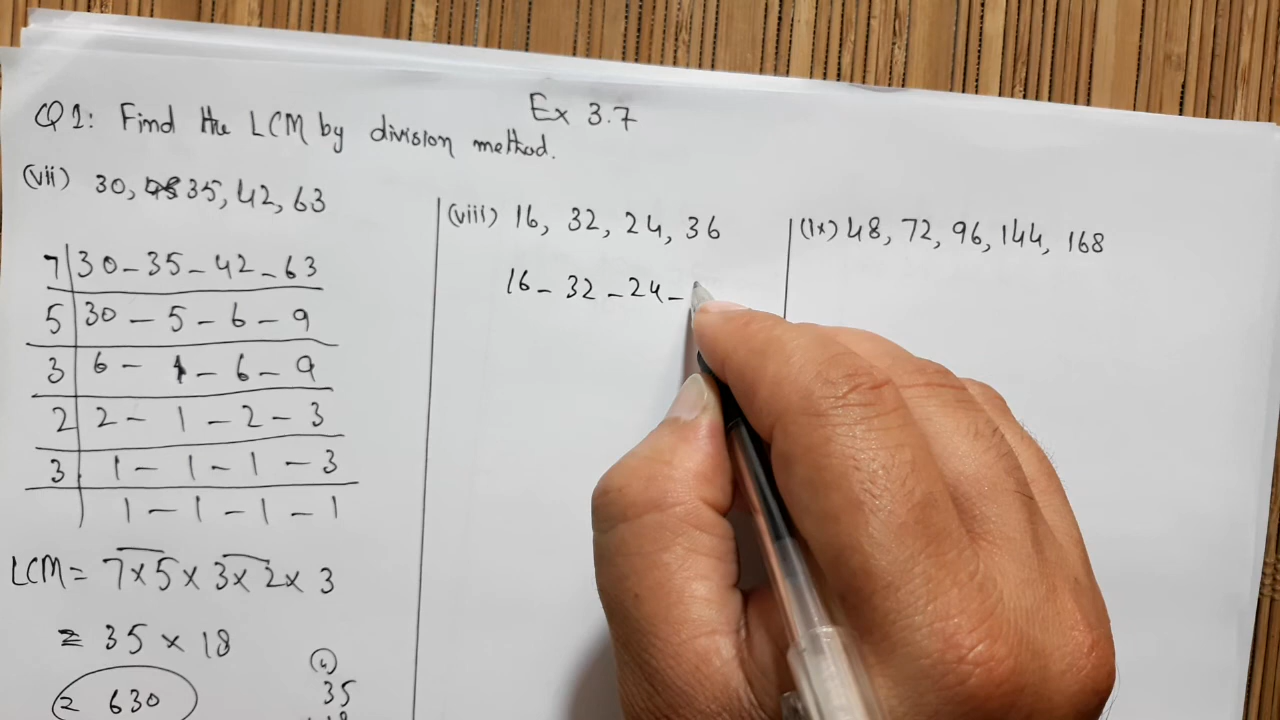 Ex 3.7
Q1: Find the LCM by division method.
(vii) 30, 35, 42, 63
7 30 - 35 - 42 - 63
5 30 - 5 - 6 - 9
3 6 - 1 - 6 - 9
2 2 - 1 - 2 - 3
3 1 - 1 - 1 - 3
1 - 1 - 1 - 1
LCM = 7 × 5 × 3 × 2 × 3
= 35 × 18
= 630
(4)
35
(viii) 16, 32, 24, 36
16 - 32 - 24 -
(ix) 48, 72, 96, 144, 168